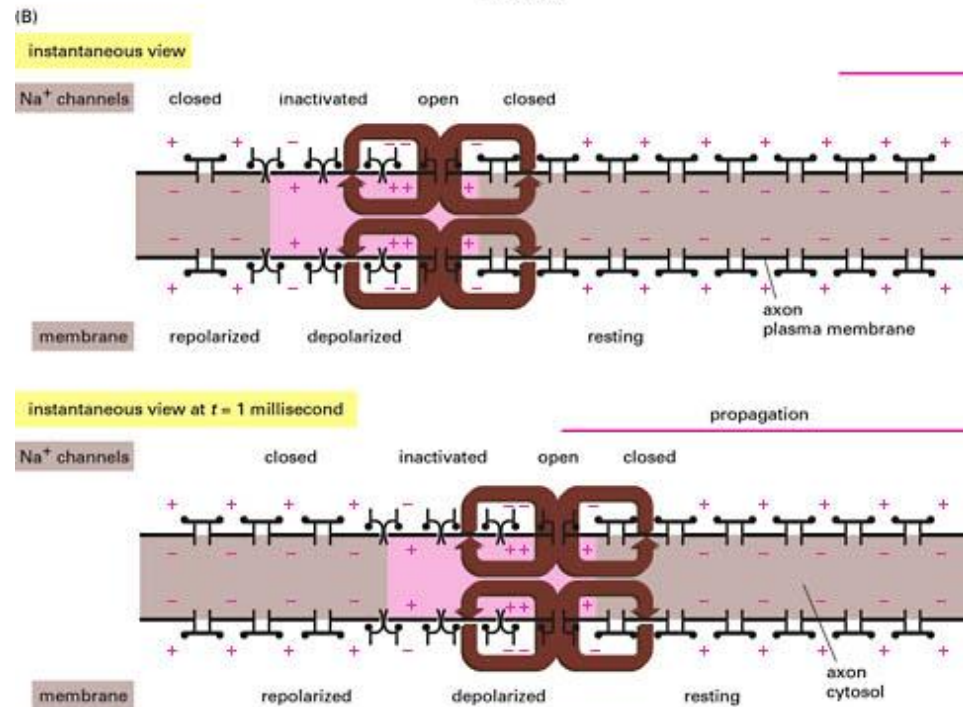 (B)
instantaneous view
Na⁺ channels closed inactivated open closed
+ + − − − − + + + + + + +
− − + + + + − − − − − − −
− − + + + + − − − − − − −
+ + − − − − + + + + + + +
axon
plasma membrane
membrane repolarized depolarized resting
instantaneous view at t = 1 millisecond
propagation
Na⁺ channels closed inactivated open closed
+ + + + − − − − + + + + +
− − − − + + + + − − − − −
− − − − + + + + − − − − −
+ + + + − − − − + + + + +
axon
cytosol
membrane repolarized depolarized resting